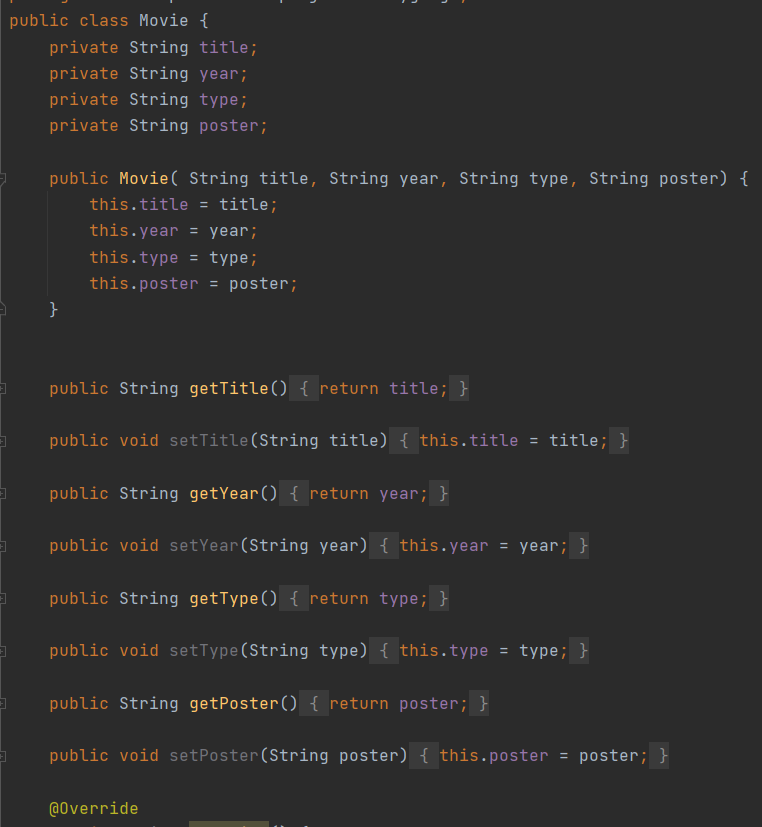 public class Movie {
private String title;
private String year;
private String type;
private String poster;
public Movie( String title, String year, String type, String poster) {
this.title = title;
this.year = year;
this.type = type;
this.poster = poster;
}
public String getTitle() { return title; }
public void setTitle(String title) { this.title = title; }
public String getYear() { return year; }
public void setYear(String year) { this.year = year; }
public String getType() { return type; }
public void setType(String type) { this.type = type; }
public String getPoster() { return poster; }
public void setPoster(String poster) { this.poster = poster; }
@Override